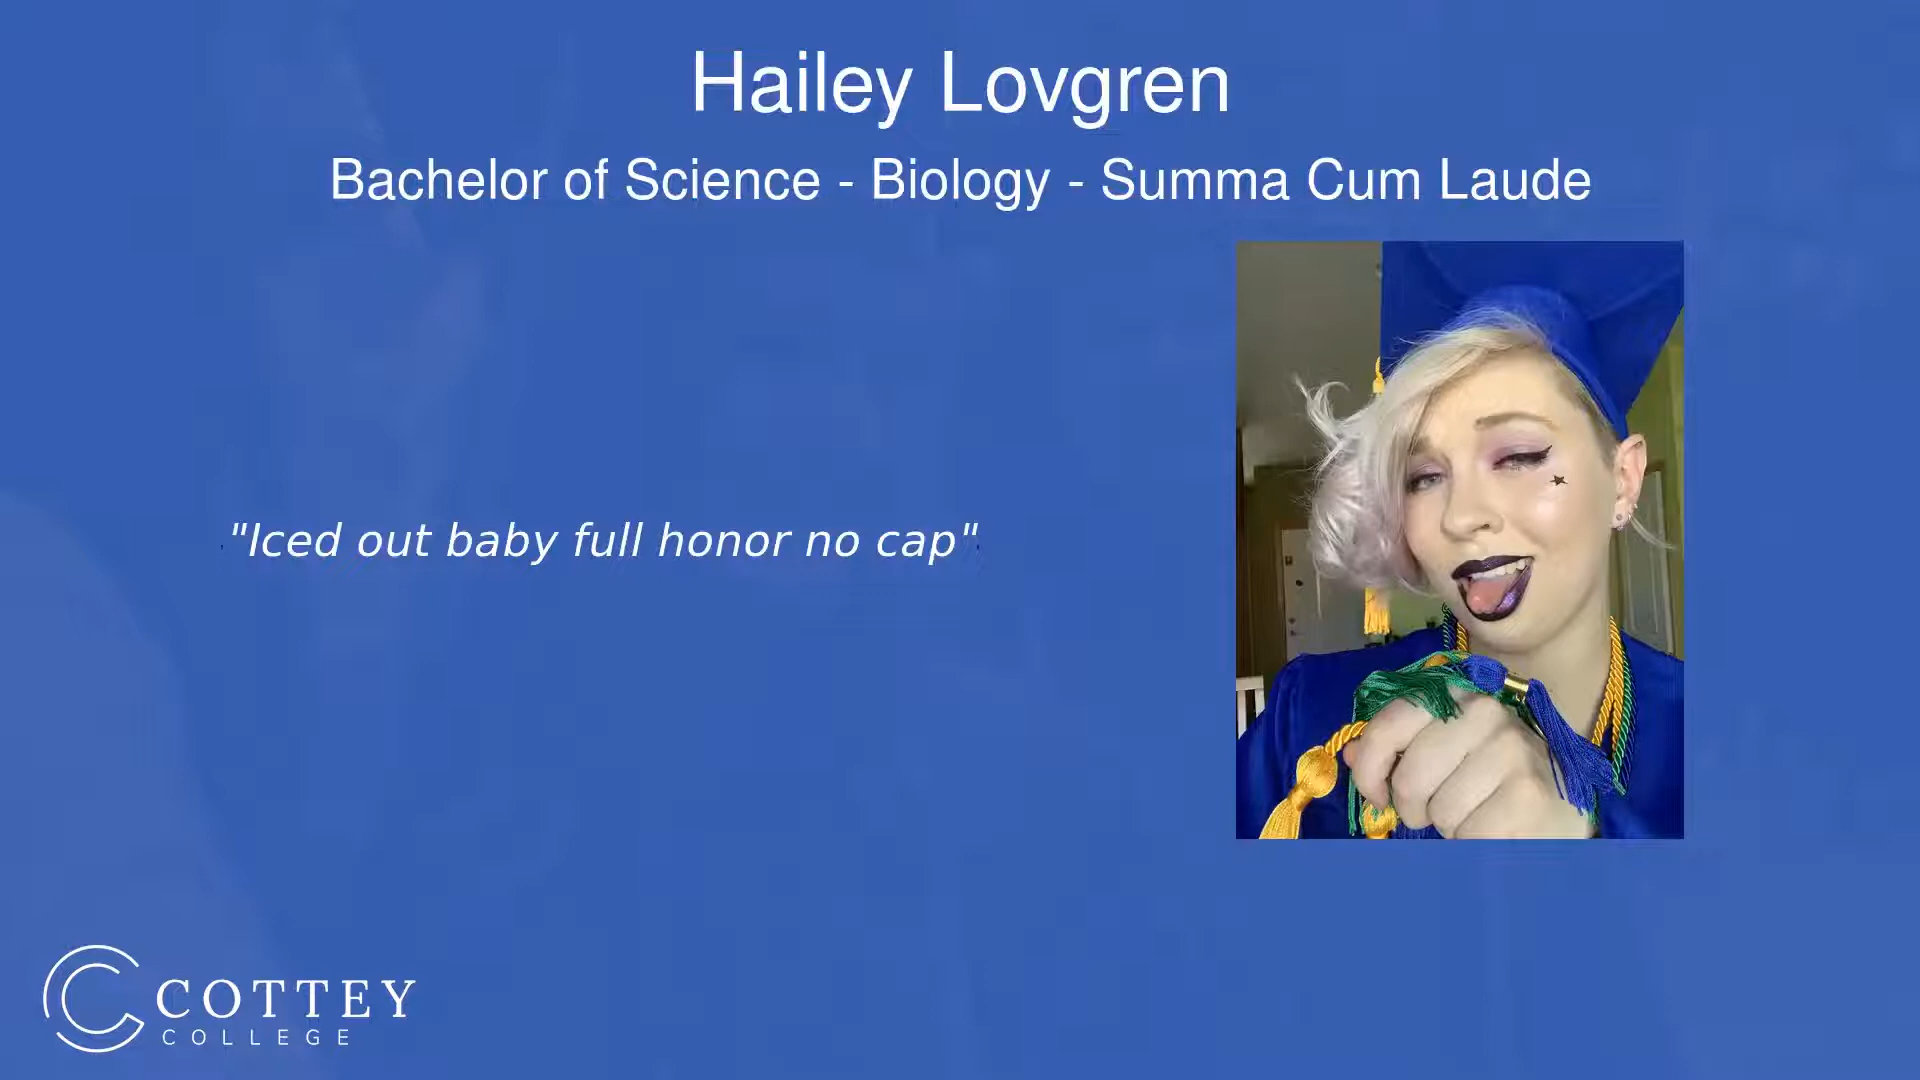 Hailey Lovgren
Bachelor of Science - Biology - Summa Cum Laude
"Iced out baby full honor no cap"
COTTEY
COLLEGE